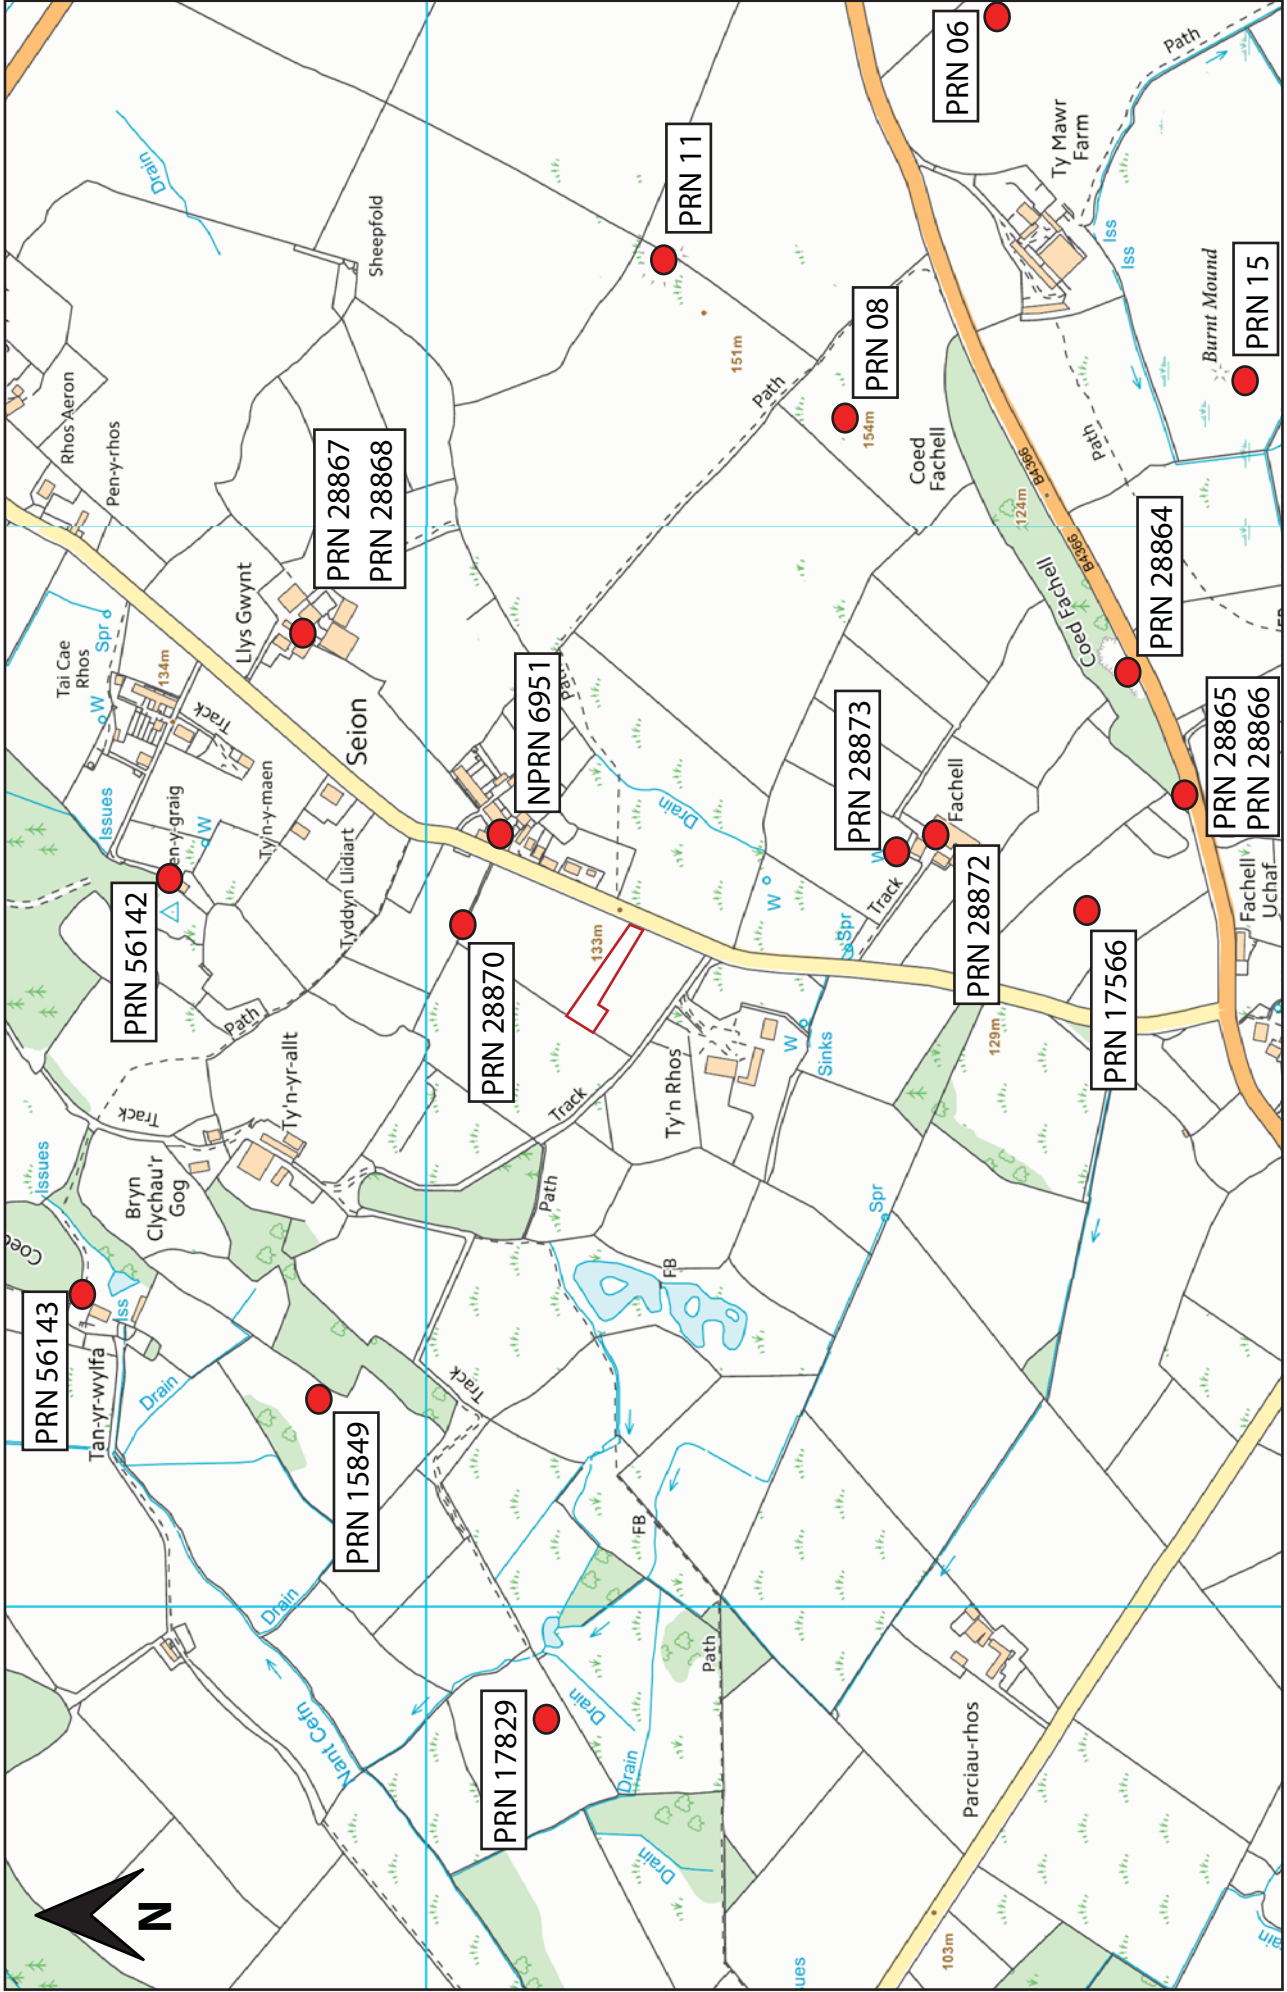 N
Nant Cefn
Drain
Drain
Tan-yr-wylfa
PRN 56143
Iss
Issues
Coed
PRN 15849
Bryn
Clychau'r
Gog
Track
Ty'n-yr-allt
Path
PRN 56142
Issues
W
Tyddyn Llidiart
Ty'n-y-maen
Track
134m
Tai Cae
Rhos
Spr
W
Seion
Llys Gwynt
PRN 28867
PRN 28868
Pen-y-rhos
Rhos Aeron
Sheepfold
Drain
PRN 17829
Drain
Drain
Drain
Path
FB
Track
FB
Path
Track
PRN 28870
133m
NPRN 6951
Path
Drain
Ty'n Rhos
W
Sinks
W
Spr
Spr
Track
W
PRN 28873
Fachell
PRN 28872
129m
PRN 17566
Path
151m
PRN 11
PRN 08
154m
Coed
Fachell
Coed Fachell
124m
B4366
B4366
PRN 28864
PRN 28865
PRN 28866
Fachell
Uchaf
Path
Burnt Mound
PRN 15
Iss
Iss
Ty Mawr
Farm
PRN 06
Path
Parciau-rhos
103m